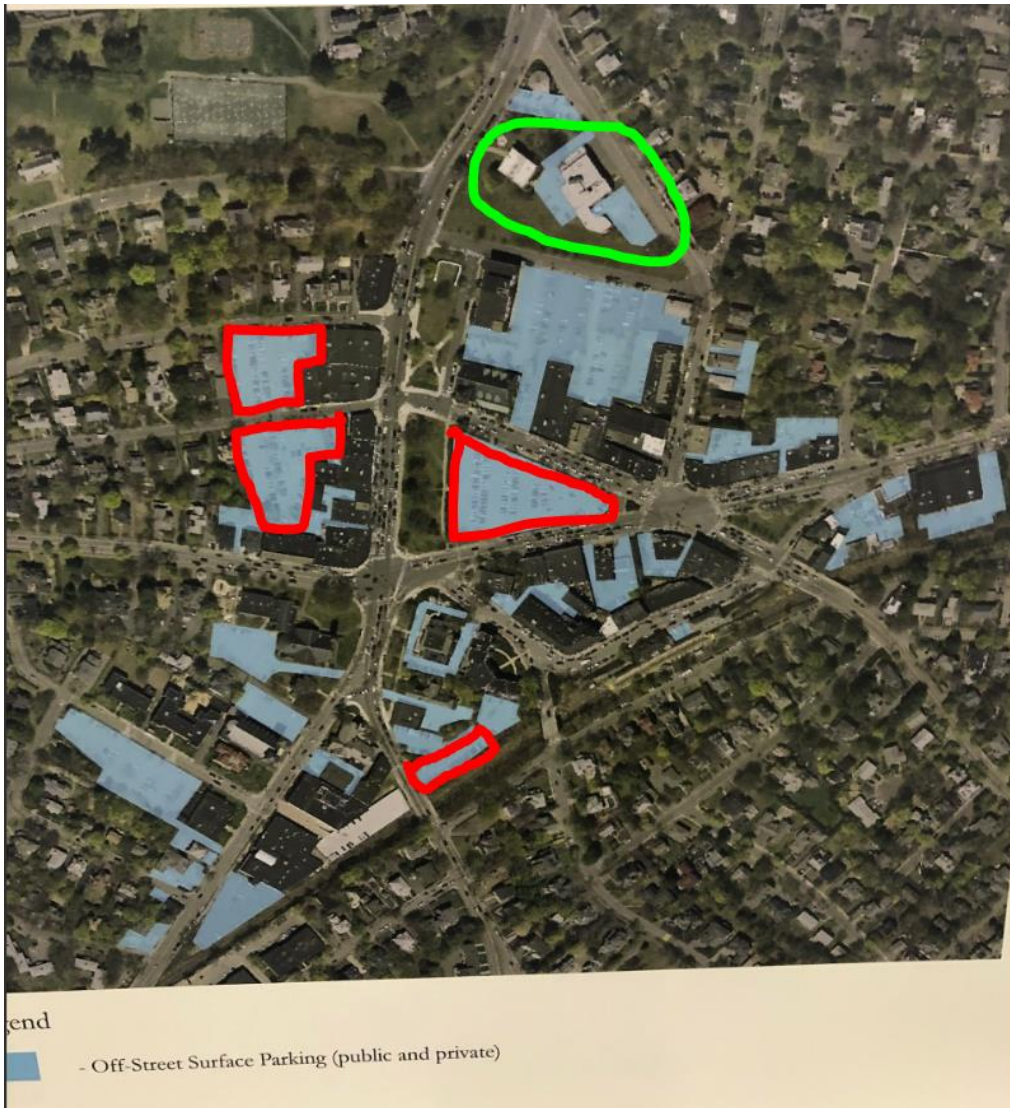 gend
- Off-Street Surface Parking (public and private)